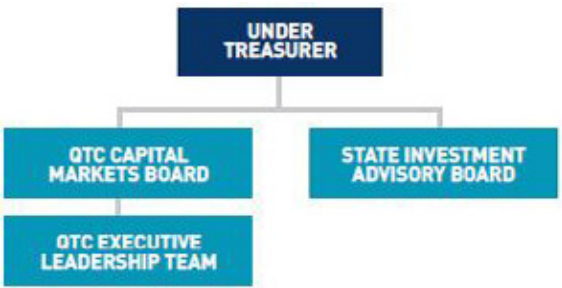 UNDER
TREASURER
QTC CAPITAL
MARKETS BOARD
STATE INVESTMENT
ADVISORY BOARD
QTC EXECUTIVE
LEADERSHIP TEAM